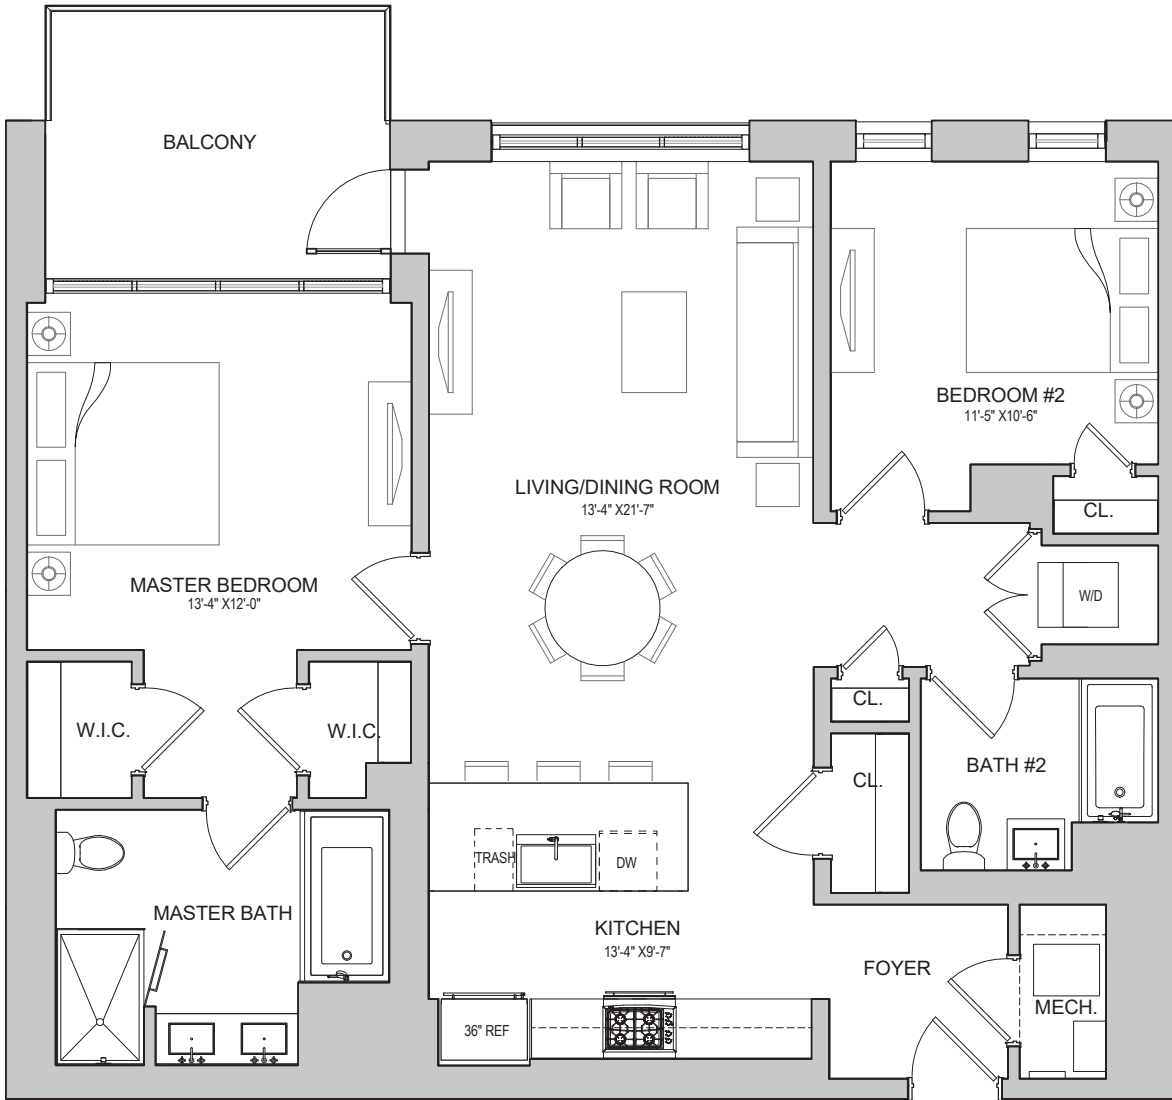 BALCONY
BEDROOM #2
11'-5" X10'-6"
LIVING/DINING ROOM
13'-4" X21'-7"
CL.
MASTER BEDROOM
13'-4" X12'-0"
W/D
CL.
W.I.C.
W.I.C.
BATH #2
CL.
TRASH
DW
MASTER BATH
KITCHEN
13'-4" X9'-7"
FOYER
MECH.
36" REF